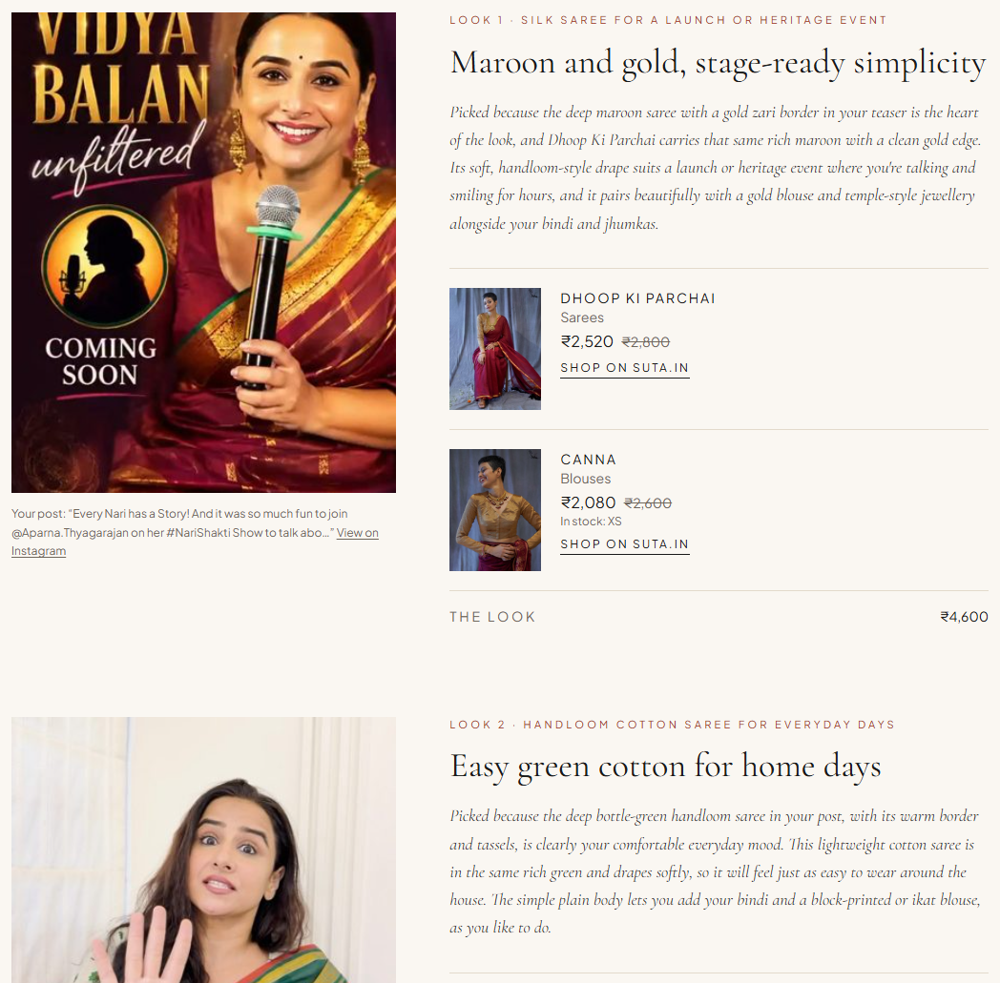 VIDYA
BALAN
unfiltered
COMING
SOON
Your post: “Every Nari has a Story! And it was so much fun to join
@Aparna.Thyagarajan on her #NariShakti Show to talk abo…” View on
Instagram
LOOK 1 · SILK SAREE FOR A LAUNCH OR HERITAGE EVENT
Maroon and gold, stage-ready simplicity
Picked because the deep maroon saree with a gold zari border in your teaser is the heart
of the look, and Dhoop Ki Parchai carries that same rich maroon with a clean gold edge.
Its soft, handloom-style drape suits a launch or heritage event where you're talking and
smiling for hours, and it pairs beautifully with a gold blouse and temple-style jewellery
alongside your bindi and jhumkas.
DHOOP KI PARCHAI
Sarees
₹2,520 ₹2,800
SHOP ON SUTA.IN
CANNA
Blouses
₹2,080 ₹2,600
In stock: XS
SHOP ON SUTA.IN
THE LOOK ₹4,600
LOOK 2 · HANDLOOM COTTON SAREE FOR EVERYDAY DAYS
Easy green cotton for home days
Picked because the deep bottle-green handloom saree in your post, with its warm border
and tassels, is clearly your comfortable everyday mood. This lightweight cotton saree is
in the same rich green and drapes softly, so it will feel just as easy to wear around the
house. The simple plain body lets you add your bindi and a block-printed or ikat blouse,
as you like to do.